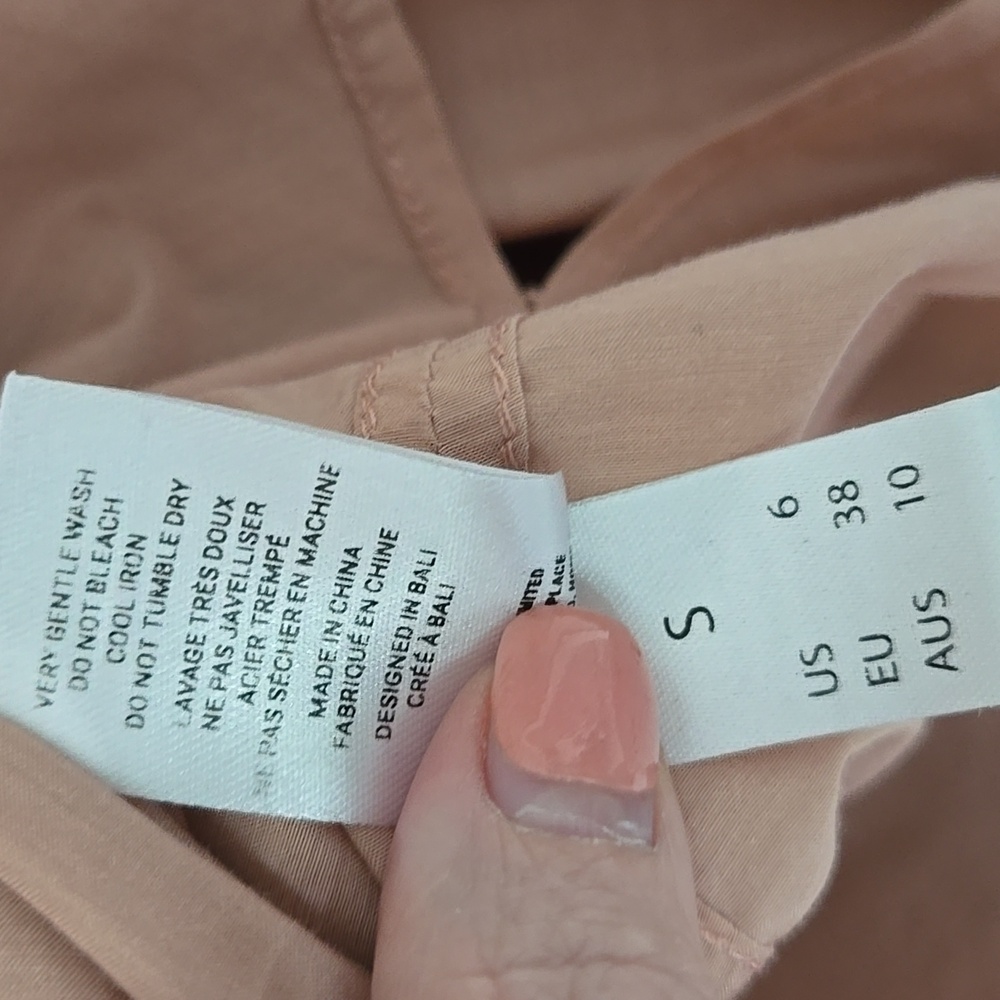 VERY GENTLE WASH
DO NOT BLEACH
COOL IRON
DO NOT TUMBLE DRY
LAVAGE TRÈS DOUX
NE PAS JAVELLISER
ACIER TREMPÉ
NE PAS SÉCHER EN MACHINE
MADE IN CHINA
FABRIQUÉ EN CHINE
DESIGNED IN BALI
CRÉÉ À BALI
PLACE
S
US 6
EU 38
AUS 10